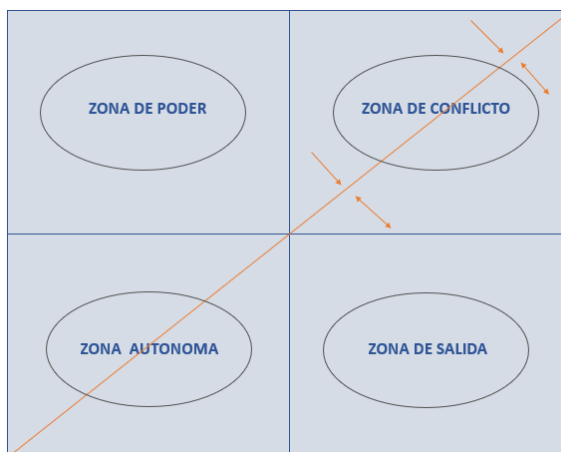 ZONA DE PODER
ZONA DE CONFLICTO
ZONA AUTONOMA
ZONA DE SALIDA